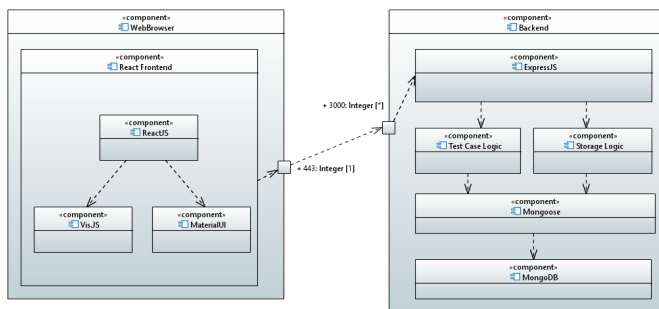 «component»
WebBrowser
«component»
React Frontend
«component»
ReactJS
«component»
VisJS
«component»
MaterialUI
+ 443: Integer [1]
+ 3000: Integer [*]
«component»
Backend
«component»
ExpressJS
«component»
Test Case Logic
«component»
Storage Logic
«component»
Mongoose
«component»
MongoDB